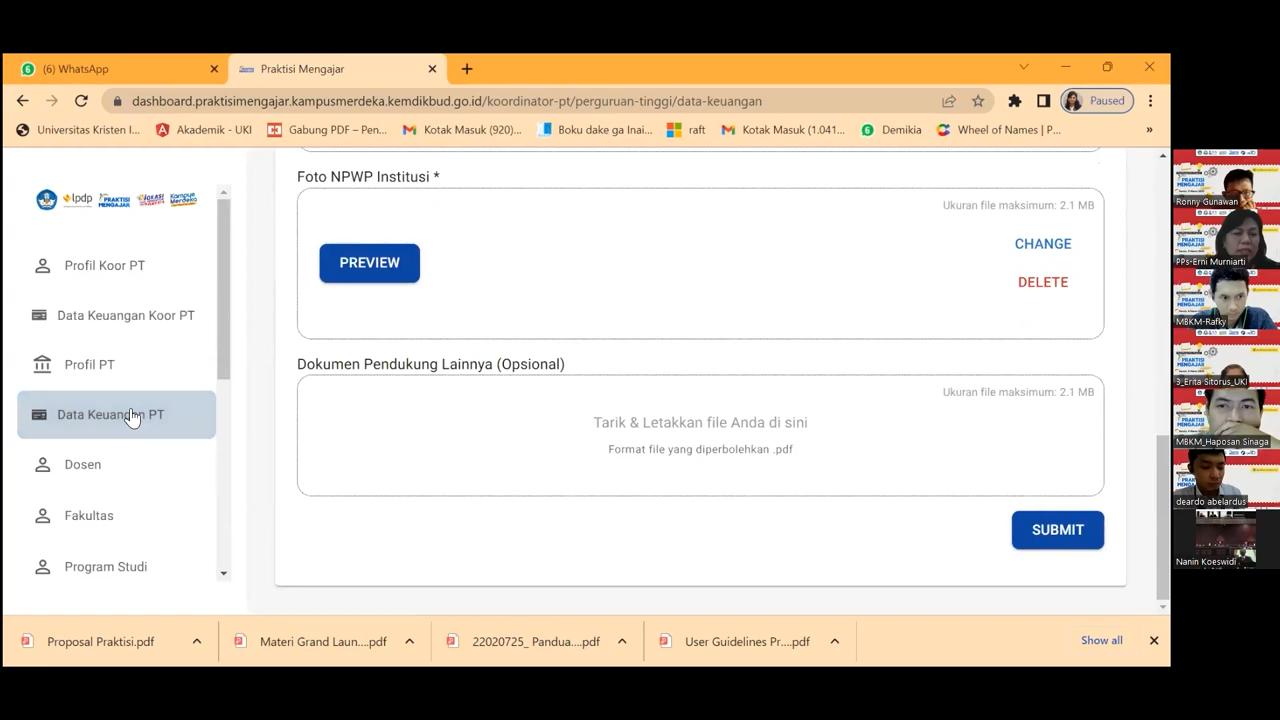 (6) WhatsApp
Praktisi Mengajar
dashboard.praktisimengajar.kampusmerdeka.kemdikbud.go.id/koordinator-pt/perguruan-tinggi/data-keuangan
Paused
Universitas Kristen I...
Akademik - UKI
Gabung PDF – Pen...
Kotak Masuk (920)...
Boku dake ga Inai...
raft
Kotak Masuk (1.041...
Demikia
Wheel of Names | P...
»
lpdp
PRAKTISI MENGAJAR
Kampus Merdeka
Profil Koor PT
Data Keuangan Koor PT
Profil PT
Data Keuangan PT
Dosen
Fakultas
Program Studi
Foto NPWP Institusi *
Ukuran file maksimum: 2.1 MB
PREVIEW
CHANGE
DELETE
Dokumen Pendukung Lainnya (Opsional)
Ukuran file maksimum: 2.1 MB
Tarik & Letakkan file Anda di sini
Format file yang diperbolehkan .pdf
SUBMIT
Proposal Praktisi.pdf
Materi Grand Laun....pdf
22020725_ Pandua....pdf
User Guidelines Pr....pdf
Show all
Ronny Gunawan
PPs-Erni Murniarti
MBKM-Rafky
3_Erita Sitorus_UKI
MBKM_Haposan Sinaga
deardo abelardus
Nanin Koeswidi